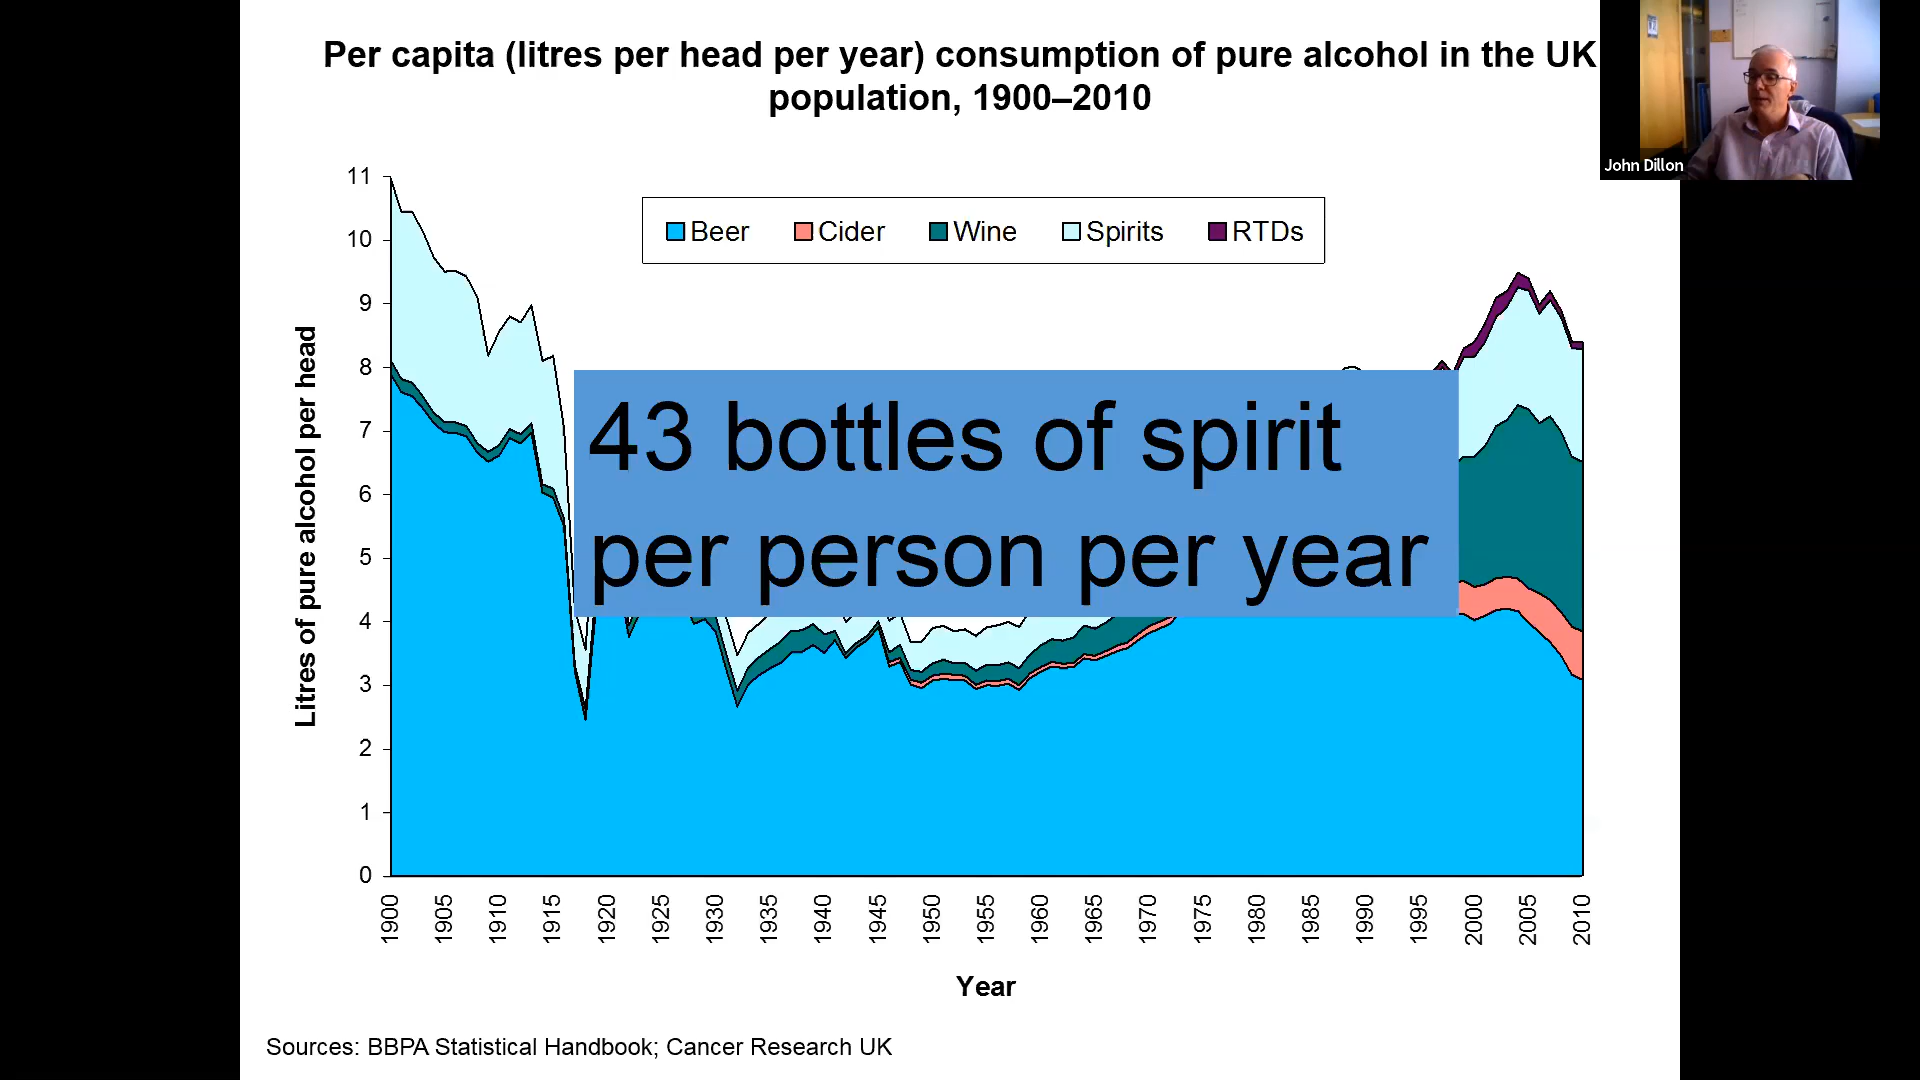 Per capita (litres per head per year) consumption of pure alcohol in the UK
population, 1900–2010
John Dillon
Beer Cider Wine Spirits RTDs
43 bottles of spirit
per person per year
Litres of pure alcohol per head
11
10
9
8
7
6
5
4
3
2
1
0
1900 1905 1910 1915 1920 1925 1930 1935 1940 1945 1950 1955 1960 1965 1970 1975 1980 1985 1990 1995 2000 2005 2010
Year
Sources: BBPA Statistical Handbook; Cancer Research UK